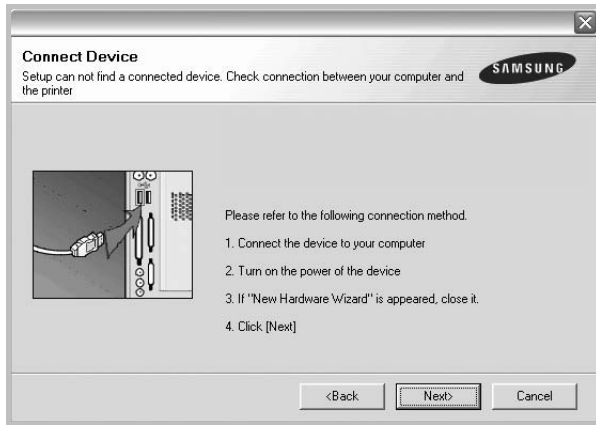 Connect Device
Setup can not find a connected device. Check connection between your computer and
the printer
SAMSUNG
Please refer to the following connection method.
1. Connect the device to your computer
2. Turn on the power of the device
3. If "New Hardware Wizard" is appeared, close it.
4. Click [Next]
<Back
Next>
Cancel